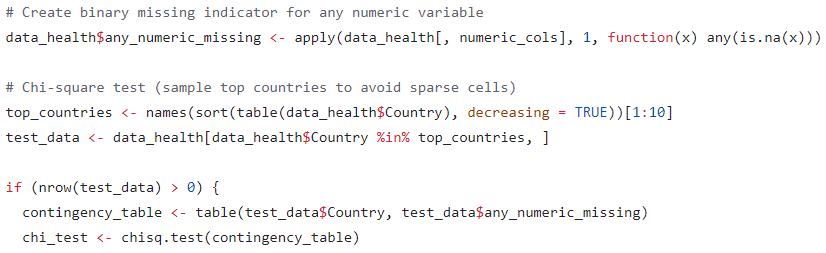 # Create binary missing indicator for any numeric variable
data_health$any_numeric_missing <- apply(data_health[, numeric_cols], 1, function(x) any(is.na(x)))
# Chi-square test (sample top countries to avoid sparse cells)
top_countries <- names(sort(table(data_health$Country), decreasing = TRUE))[1:10]
test_data <- data_health[data_health$Country %in% top_countries, ]
if (nrow(test_data) > 0) {
  contingency_table <- table(test_data$Country, test_data$any_numeric_missing)
  chi_test <- chisq.test(contingency_table)